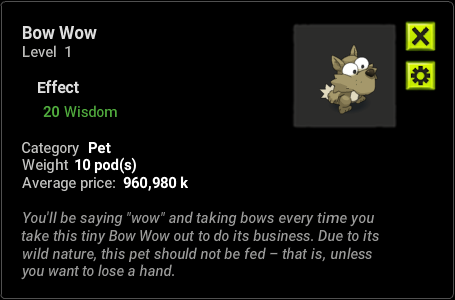 Bow Wow
Level 1
Effect
20 Wisdom
Category Pet
Weight 10 pod(s)
Average price: 960,980 k
You'll be saying "wow" and taking bows every time you
take this tiny Bow Wow out to do its business. Due to its
wild nature, this pet should not be fed – that is, unless
you want to lose a hand.